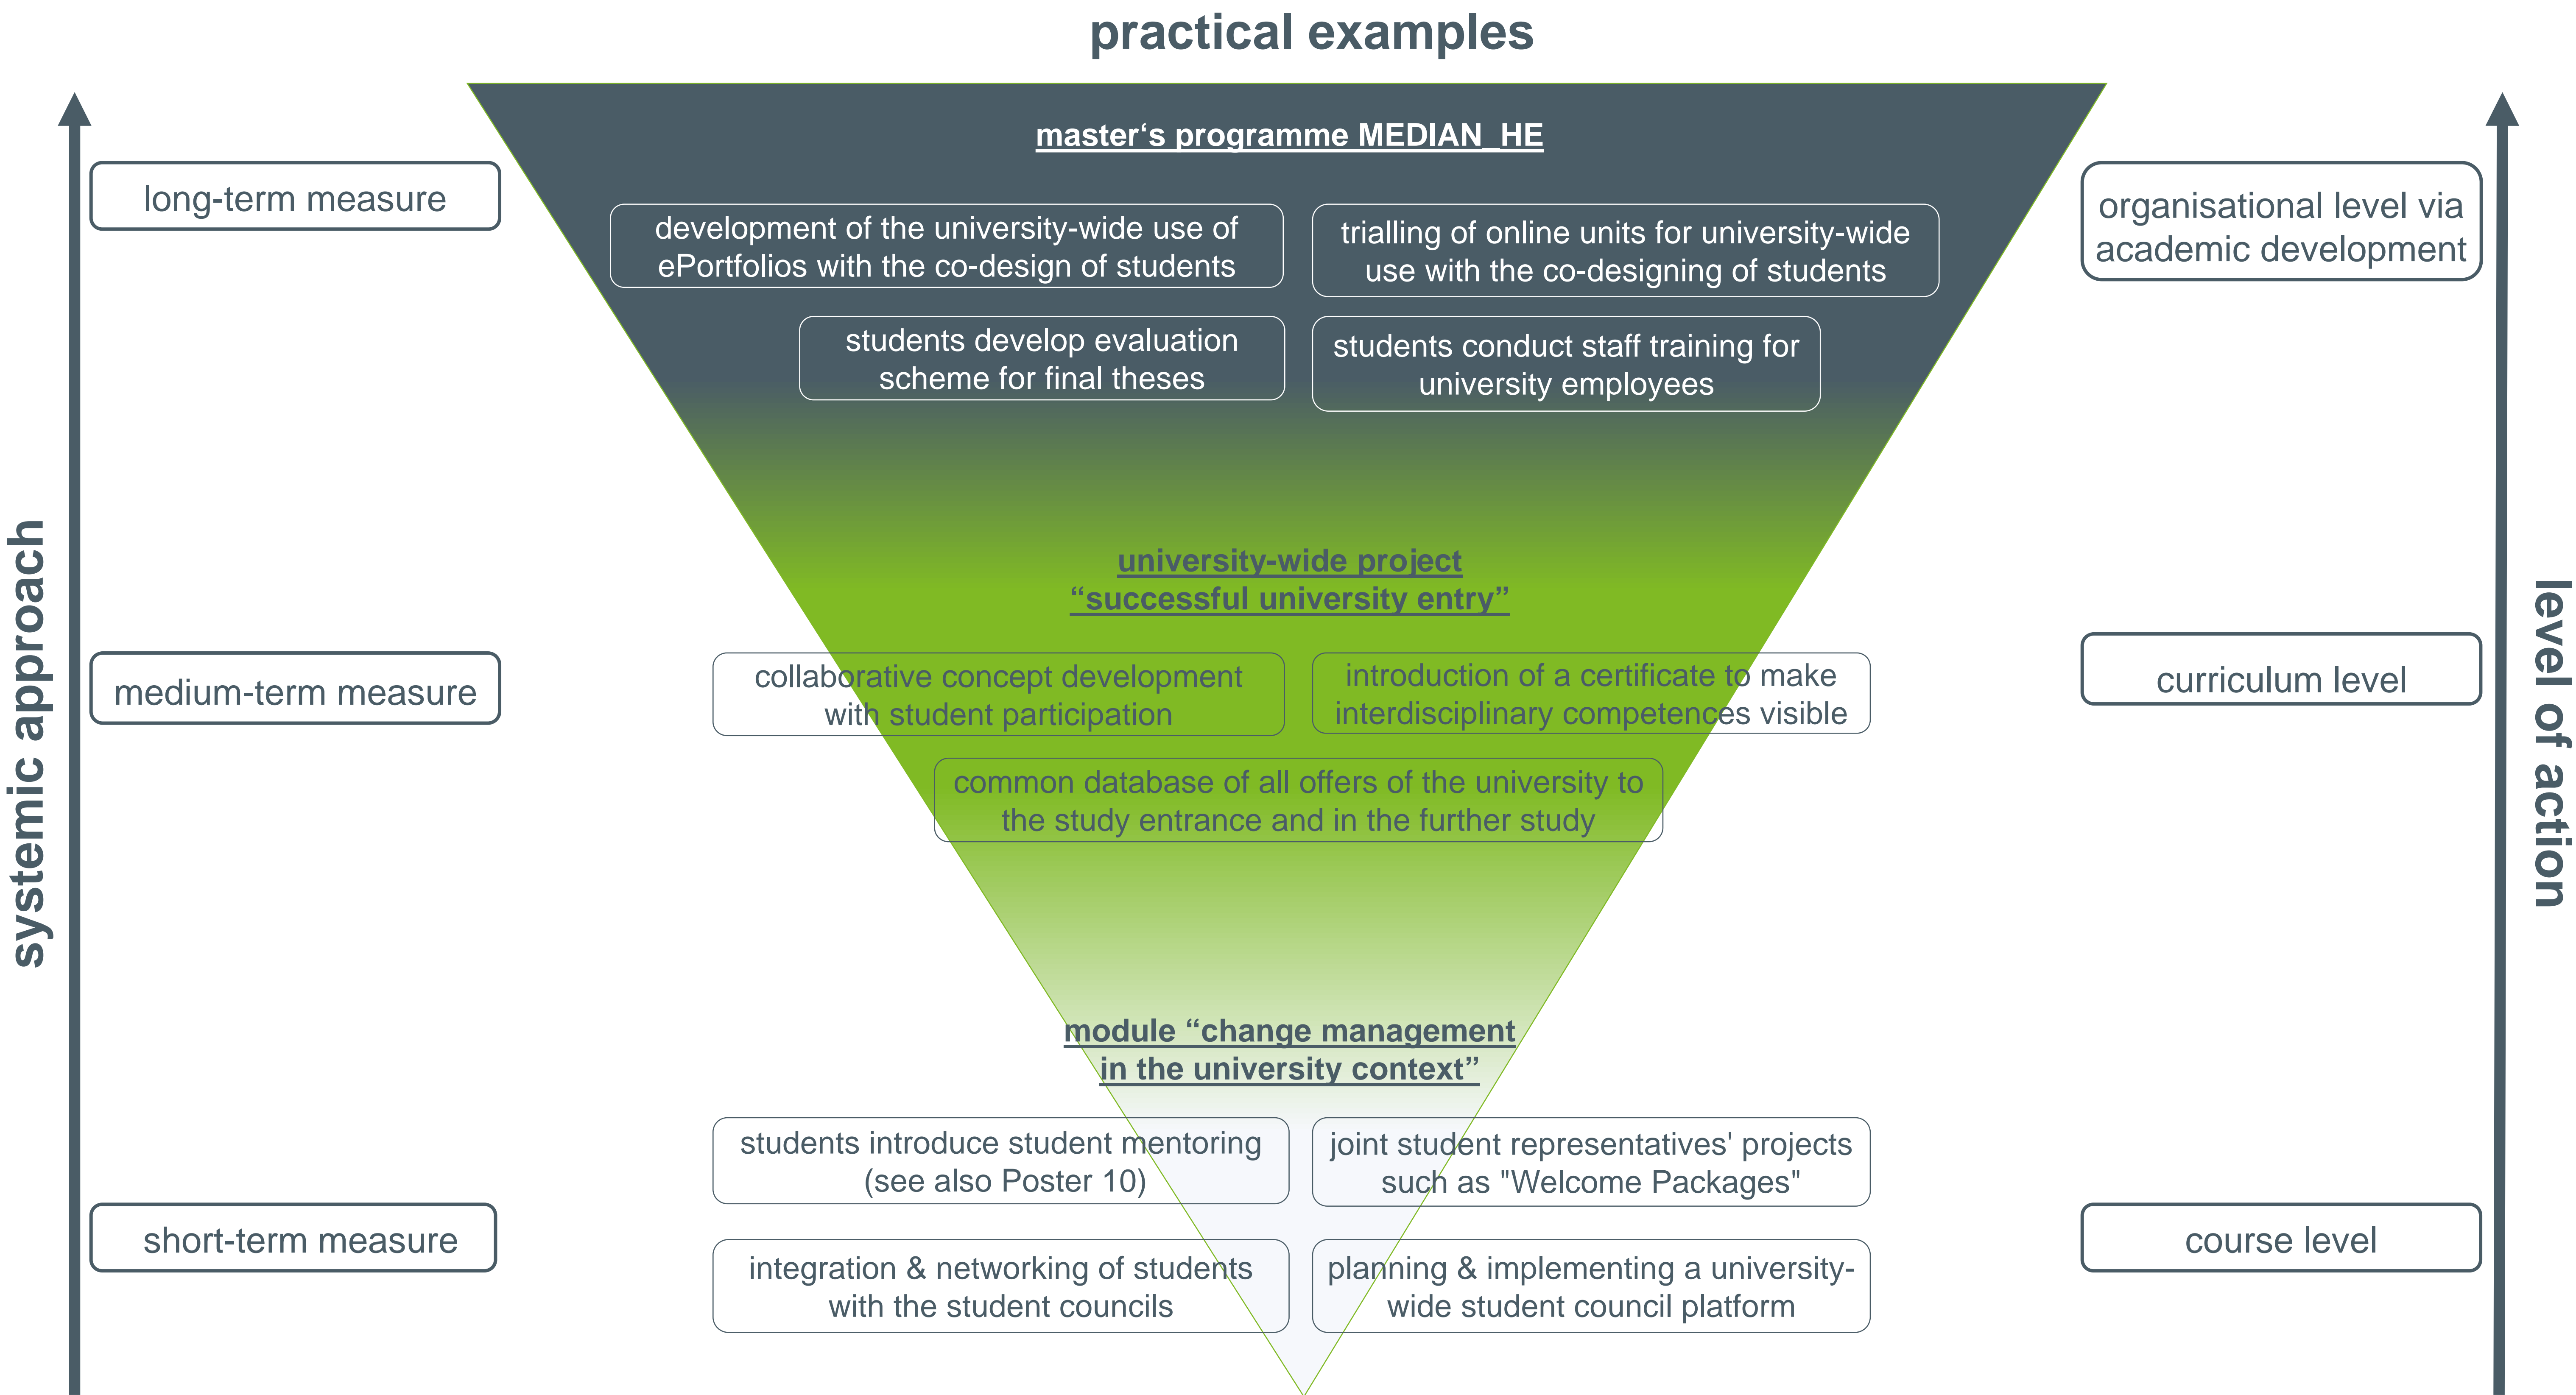 practical examples
systemic approach
level of action
long-term measure
master‘s programme MEDIAN_HE
development of the university-wide use of
ePortfolios with the co-design of students
trialling of online units for university-wide
use with the co-designing of students
students develop evaluation
scheme for final theses
students conduct staff training for
university employees
organisational level via
academic development
medium-term measure
university-wide project
“successful university entry”
collaborative concept development
with student participation
introduction of a certificate to make
interdisciplinary competences visible
common database of all offers of the university to
the study entrance and in the further study
curriculum level
short-term measure
module “change management
in the university context”
students introduce student mentoring
(see also Poster 10)
joint student representatives' projects
such as "Welcome Packages"
integration & networking of students
with the student councils
planning & implementing a university-
wide student council platform
course level